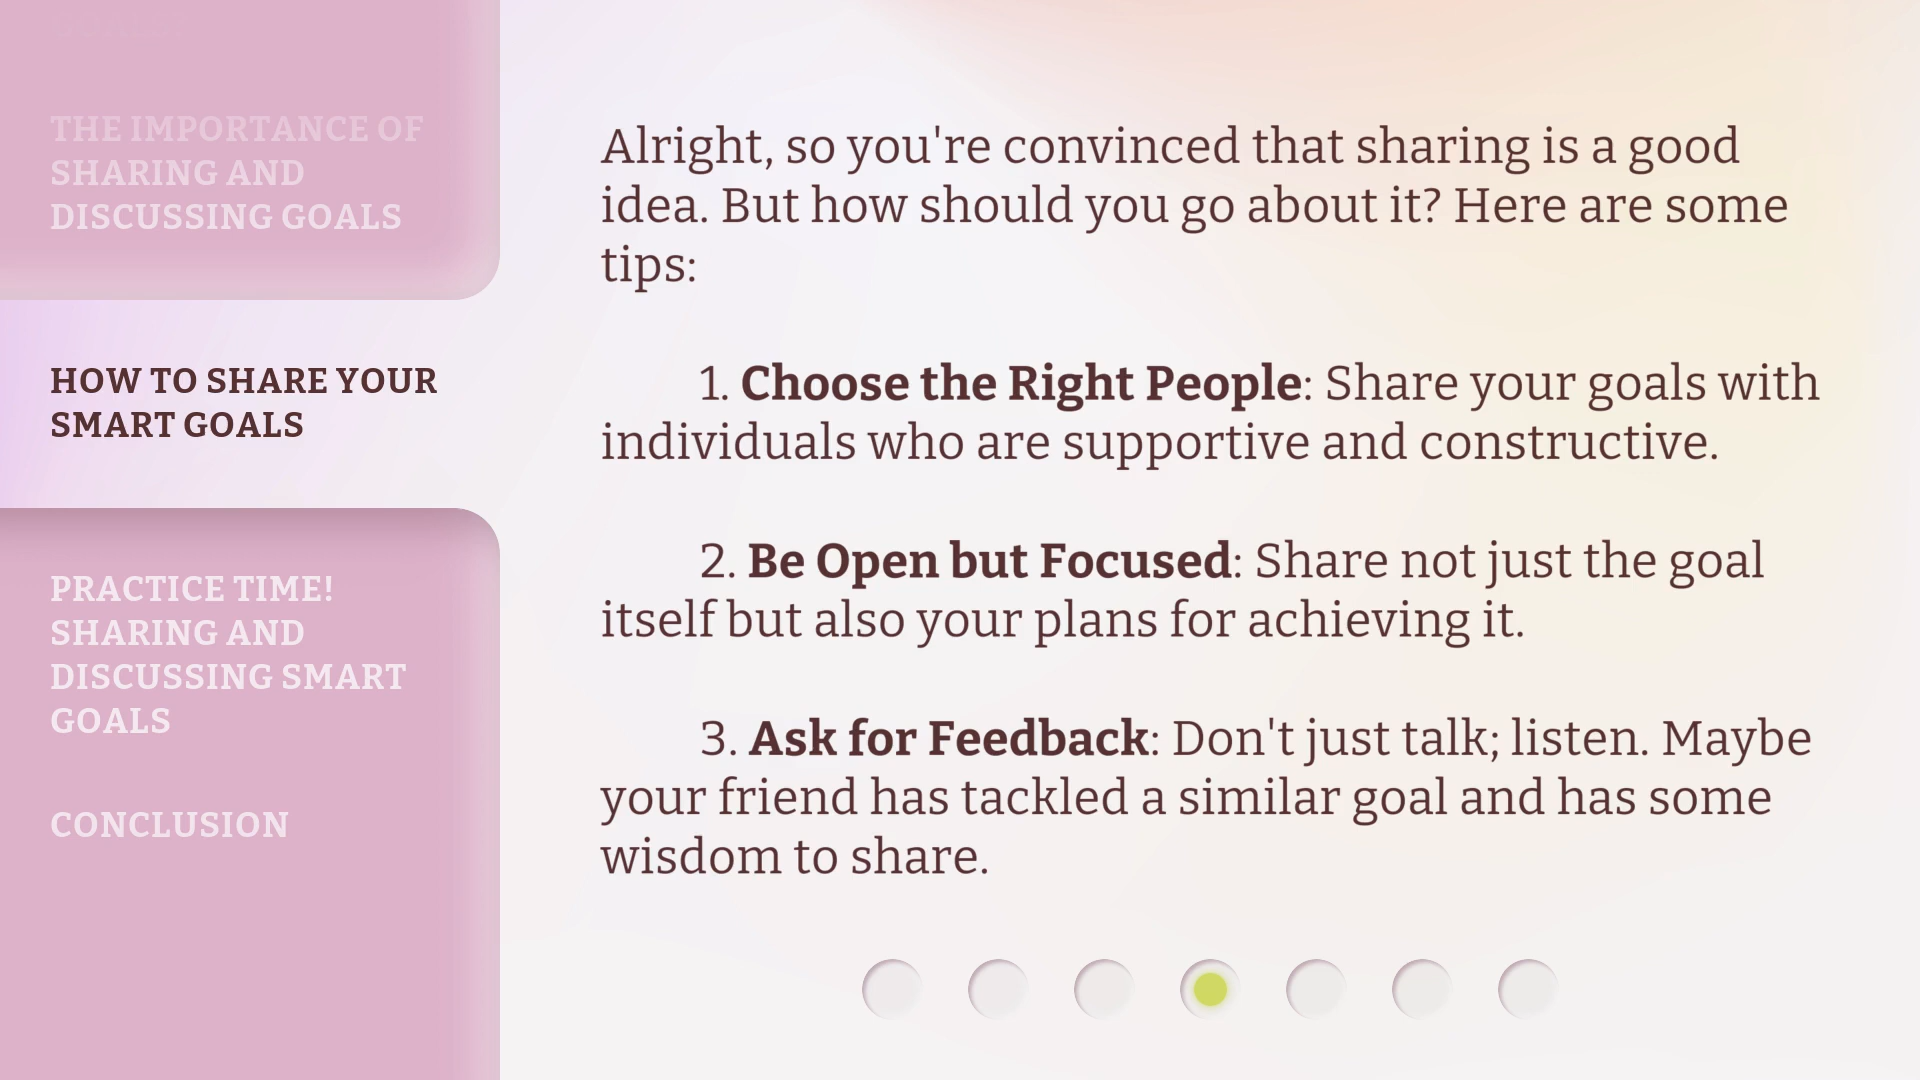 GOALS?
THE IMPORTANCE OF
SHARING AND
DISCUSSING GOALS
HOW TO SHARE YOUR
SMART GOALS
PRACTICE TIME!
SHARING AND
DISCUSSING SMART
GOALS
CONCLUSION
Alright, so you're convinced that sharing is a good
idea. But how should you go about it? Here are some
tips:
1. Choose the Right People: Share your goals with
individuals who are supportive and constructive.
2. Be Open but Focused: Share not just the goal
itself but also your plans for achieving it.
3. Ask for Feedback: Don't just talk; listen. Maybe
your friend has tackled a similar goal and has some
wisdom to share.